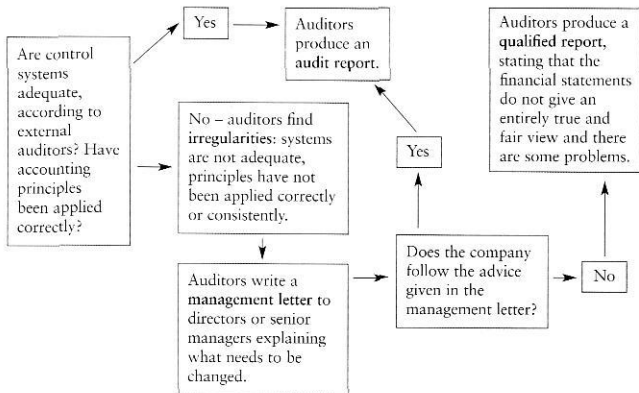 Are control
systems
adequate,
according to
external
auditors? Have
accounting
principles
been applied
correctly?
Yes
Auditors
produce an
audit report.
No – auditors find
irregularities: systems
are not adequate,
principles have not
been applied correctly
or consistently.
Auditors write a
management letter to
directors or senior
managers explaining
what needs to be
changed.
Does the company
follow the advice
given in the
management letter?
Yes
No
Auditors produce a
qualified report,
stating that the
financial statements
do not give an
entirely true and
fair view and there
are some problems.